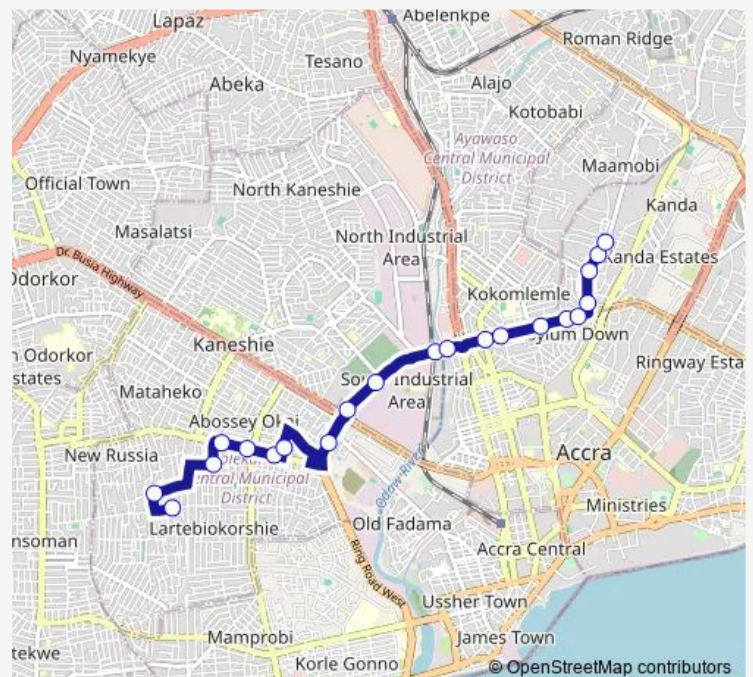 Lapaz
Abelenkpe
Roman Ridge
Nyamekye
Tesano
Abeka
Alajo
Kotobabi
Ayawaso
Central Municipal
District
Maamobi
Official Town
North Kaneshie
Kanda
Masalatsi
North Industrial
Area
Kanda Estates
Dr. Busia Highway
Odorkor
Kokomlemle
Asylum Down
Kaneshie
n Odorkor
states
Ringway Esta
South Industrial
Area
Mataheko
Abossey Okai
New Russia
Accra
entral Municipal
District
Odaw River
Ministries
Lartebiokorshie
Old Fadama
nsoman
Accra Central
Ring Road West
Ussher Town
Mamprobi
James Town
tekwe
Korle Gonno
© OpenStreetMap contributors